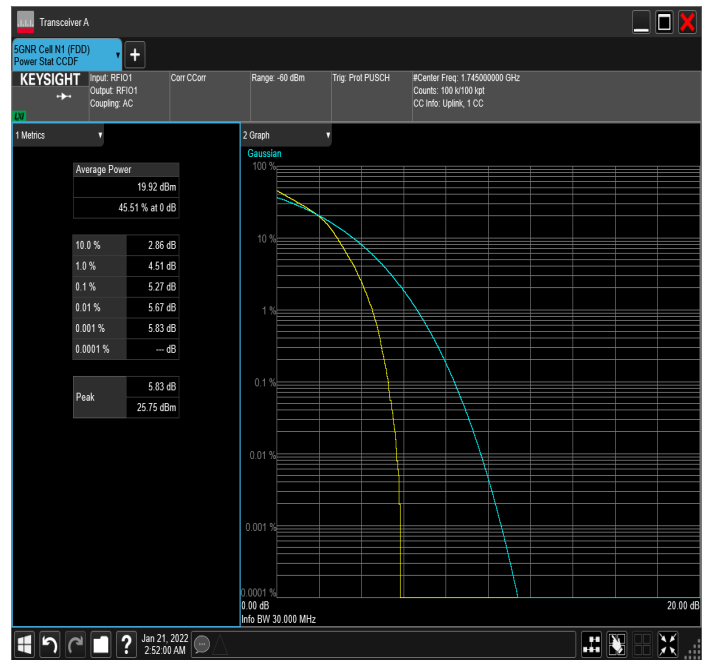 Transceiver A
5GNR Cell N1 (FDD)
Power Stat CCDF
KEYSIGHT
Input: RFIO1
Output: RFIO1
Coupling: AC
Corr CCorr
Range: -60 dBm
Trig: Prot PUSCH
#Center Freq: 1.745000000 GHz
Counts: 100 k/100 kpt
CC Info: Uplink, 1 CC
LXI
1 Metrics
Average Power
19.92 dBm
45.51 % at 0 dB
10.0 % 2.86 dB
1.0 % 4.51 dB
0.1 % 5.27 dB
0.01 % 5.67 dB
0.001 % 5.83 dB
0.0001 % --- dB
Peak
5.83 dB
25.75 dBm
2 Graph
Gaussian
100 %
10 %
1 %
0.1 %
0.01 %
0.001 %
0.0001 %
0.00 dB 20.00 dB
Info BW 30.000 MHz
Jan 21, 2022
2:52:00 AM